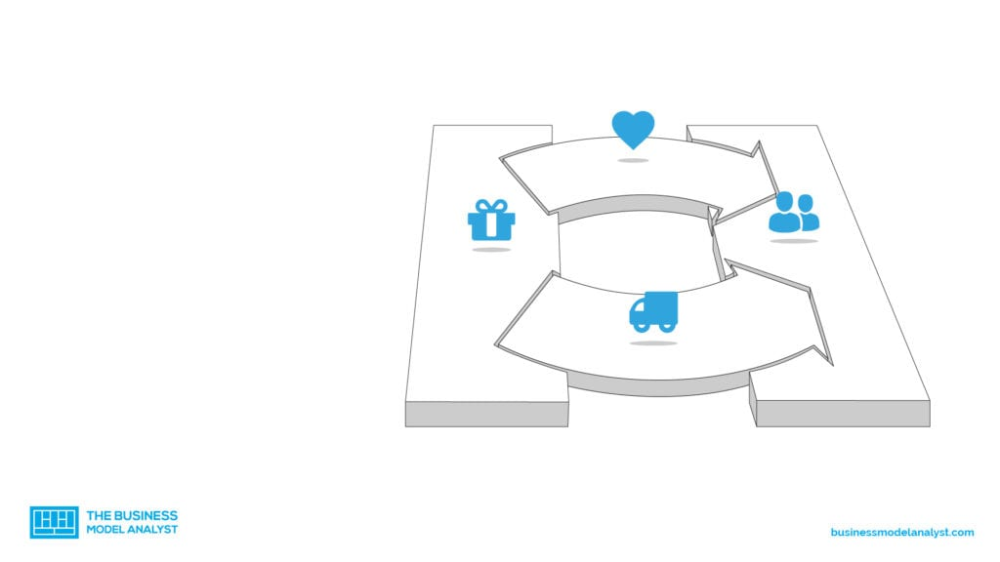 THE BUSINESS
MODEL ANALYST
businessmodelanalyst.com